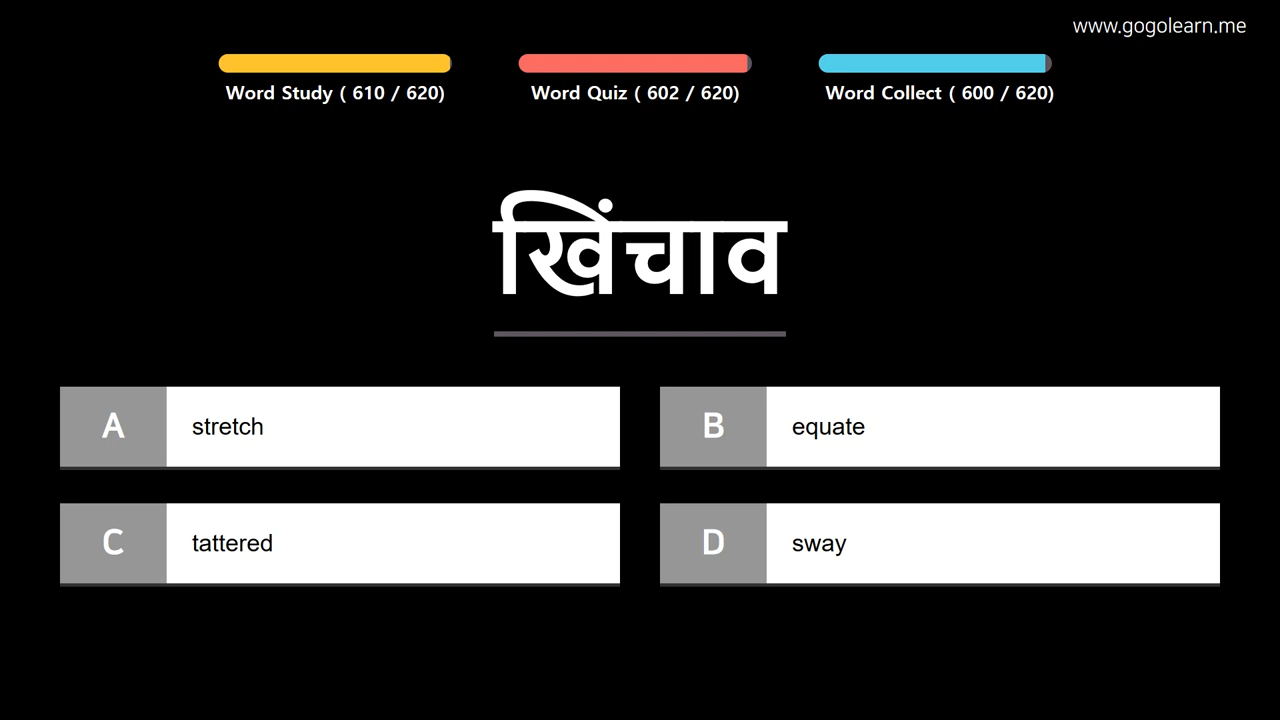 www.gogolearn.me
Word Study ( 610 / 620)
Word Quiz ( 602 / 620)
Word Collect ( 600 / 620)
खिंचाव
A stretch
B equate
C tattered
D sway